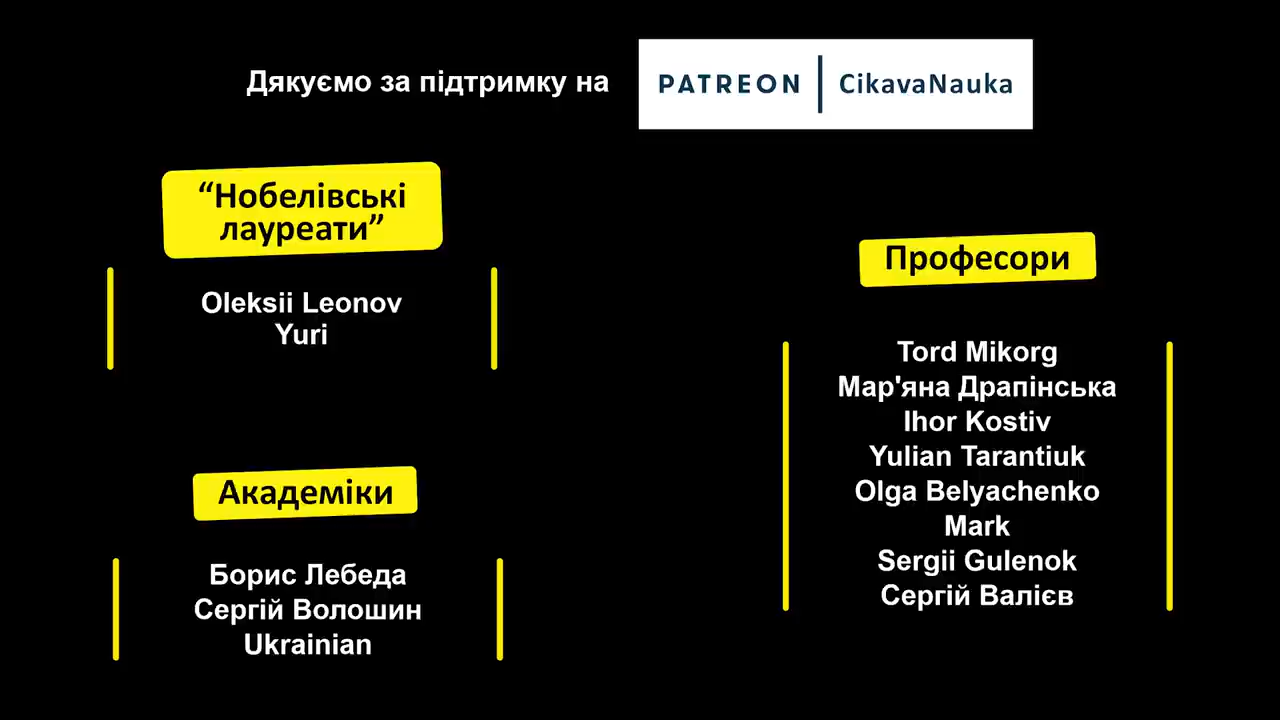 Дякуємо за підтримку на
PATREON | CikavaNauka
“Нобелівські
лауреати”
Oleksii Leonov
Yuri
Академіки
Борис Лебеда
Сергій Волошин
Ukrainian
Професори
Tord Mikorg
Мар'яна Драпінська
Ihor Kostiv
Yulian Tarantiuk
Olga Belyachenko
Mark
Sergii Gulenok
Сергій Валієв